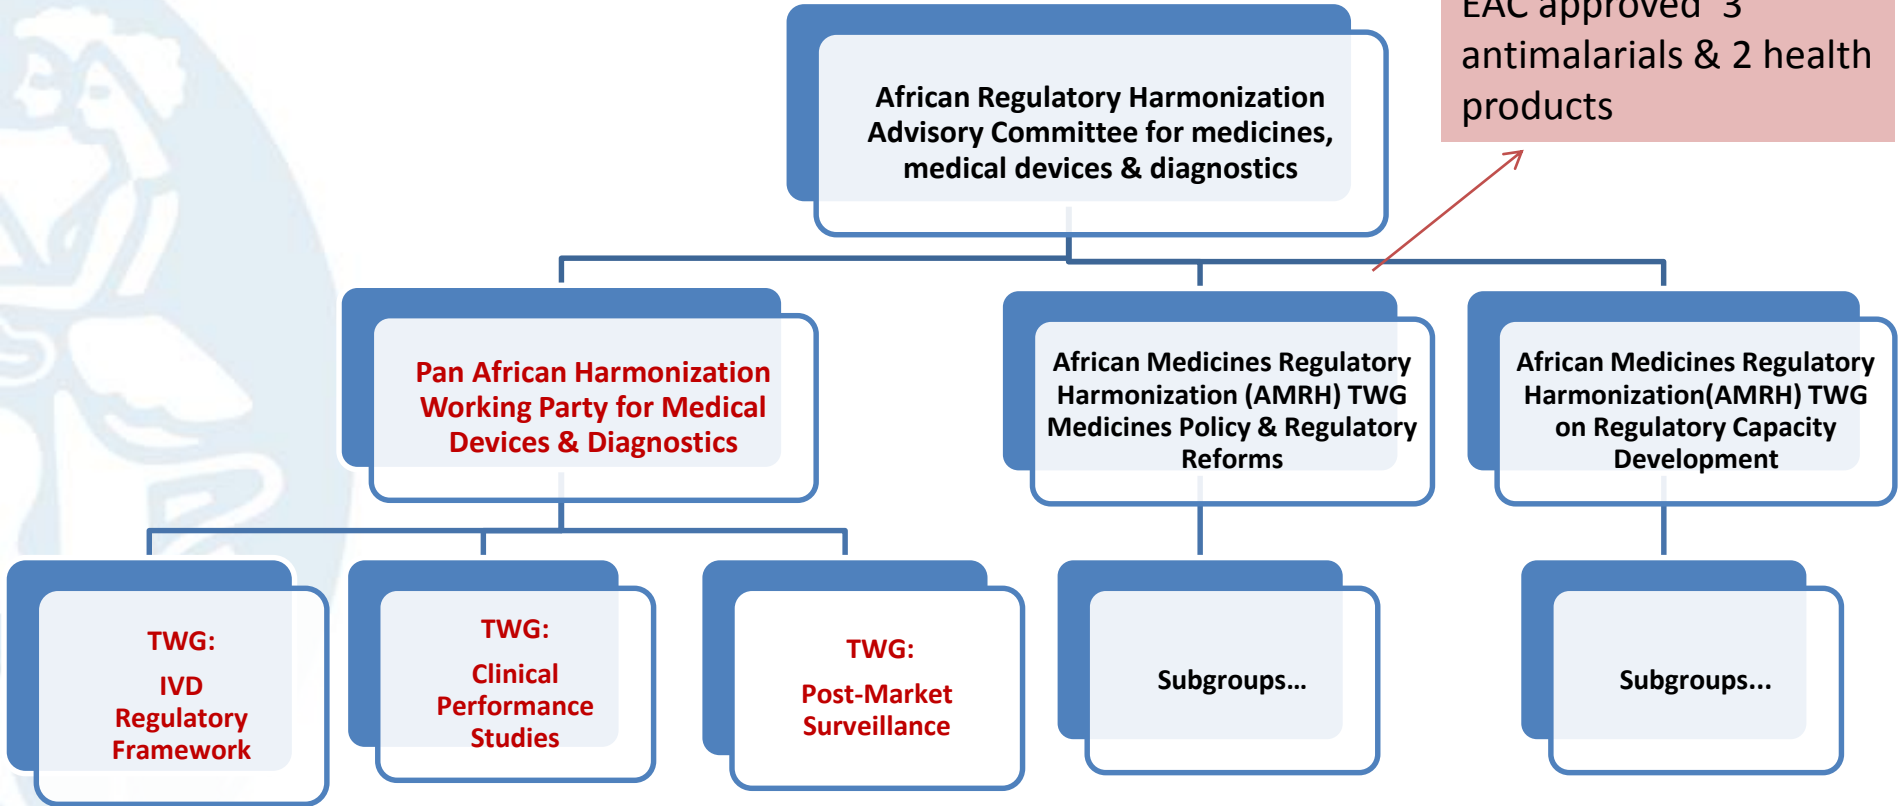 EAC approved 3
antimalarials & 2 health
products
African Regulatory Harmonization
Advisory Committee for medicines,
medical devices & diagnostics
Pan African Harmonization
Working Party for Medical
Devices & Diagnostics
African Medicines Regulatory
Harmonization (AMRH) TWG
Medicines Policy & Regulatory
Reforms
African Medicines Regulatory
Harmonization(AMRH) TWG
on Regulatory Capacity
Development
TWG:
IVD
Regulatory
Framework
TWG:
Clinical
Performance
Studies
TWG:
Post-Market
Surveillance
Subgroups…
Subgroups...